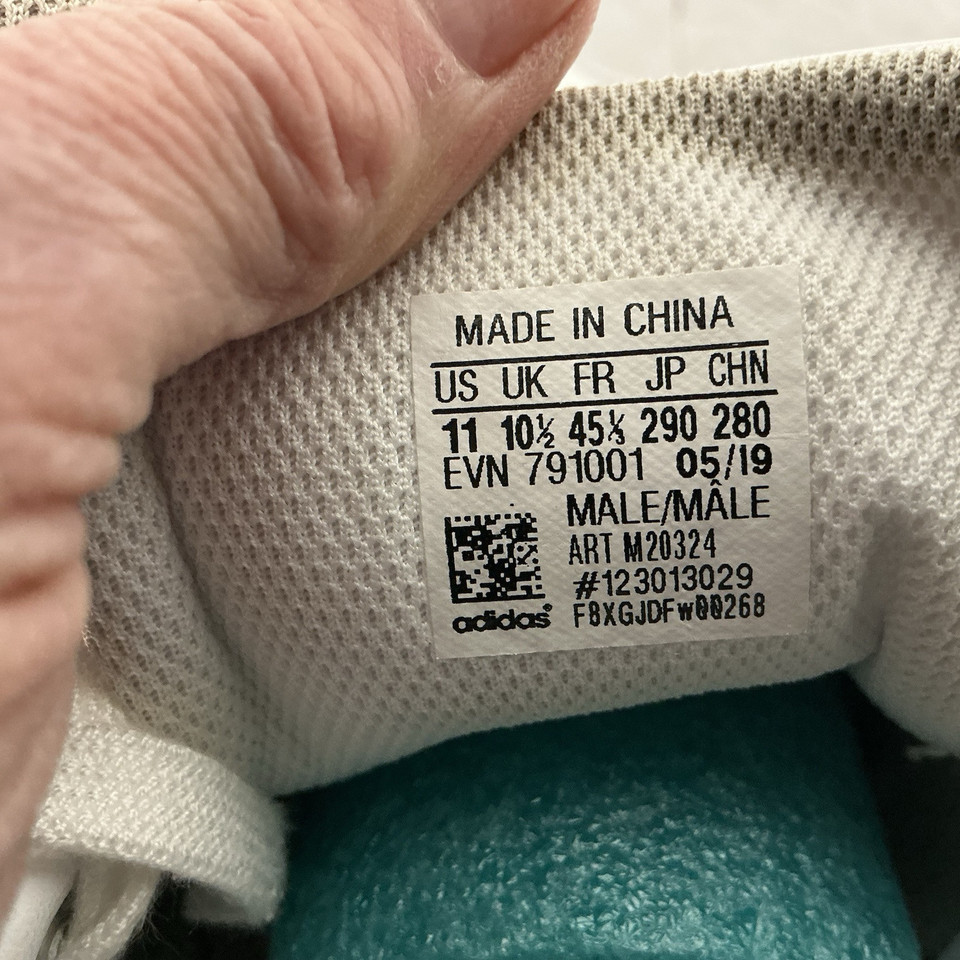 MADE IN CHINA
US UK FR JP CHN
11 10½ 45⅓ 290 280
EVN 791001 05/19
MALE/MÂLE
ART M20324
#123013029
adidas® F8XGJDFw00268